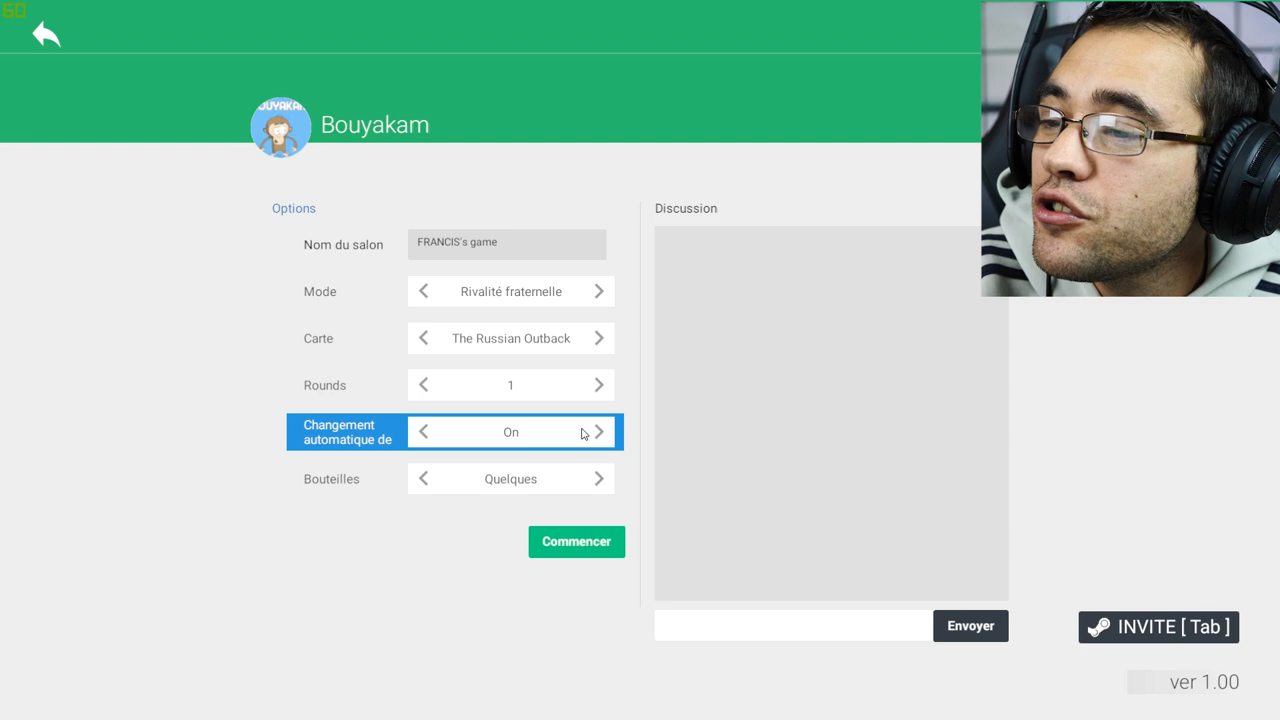 60
Bouyakam
Options
Discussion
Nom du salon
FRANCIS's game
Mode
Rivalité fraternelle
Carte
The Russian Outback
Rounds
1
Changement
automatique de
On
Bouteilles
Quelques
Commencer
Envoyer
INVITE [ Tab ]
ver 1.00